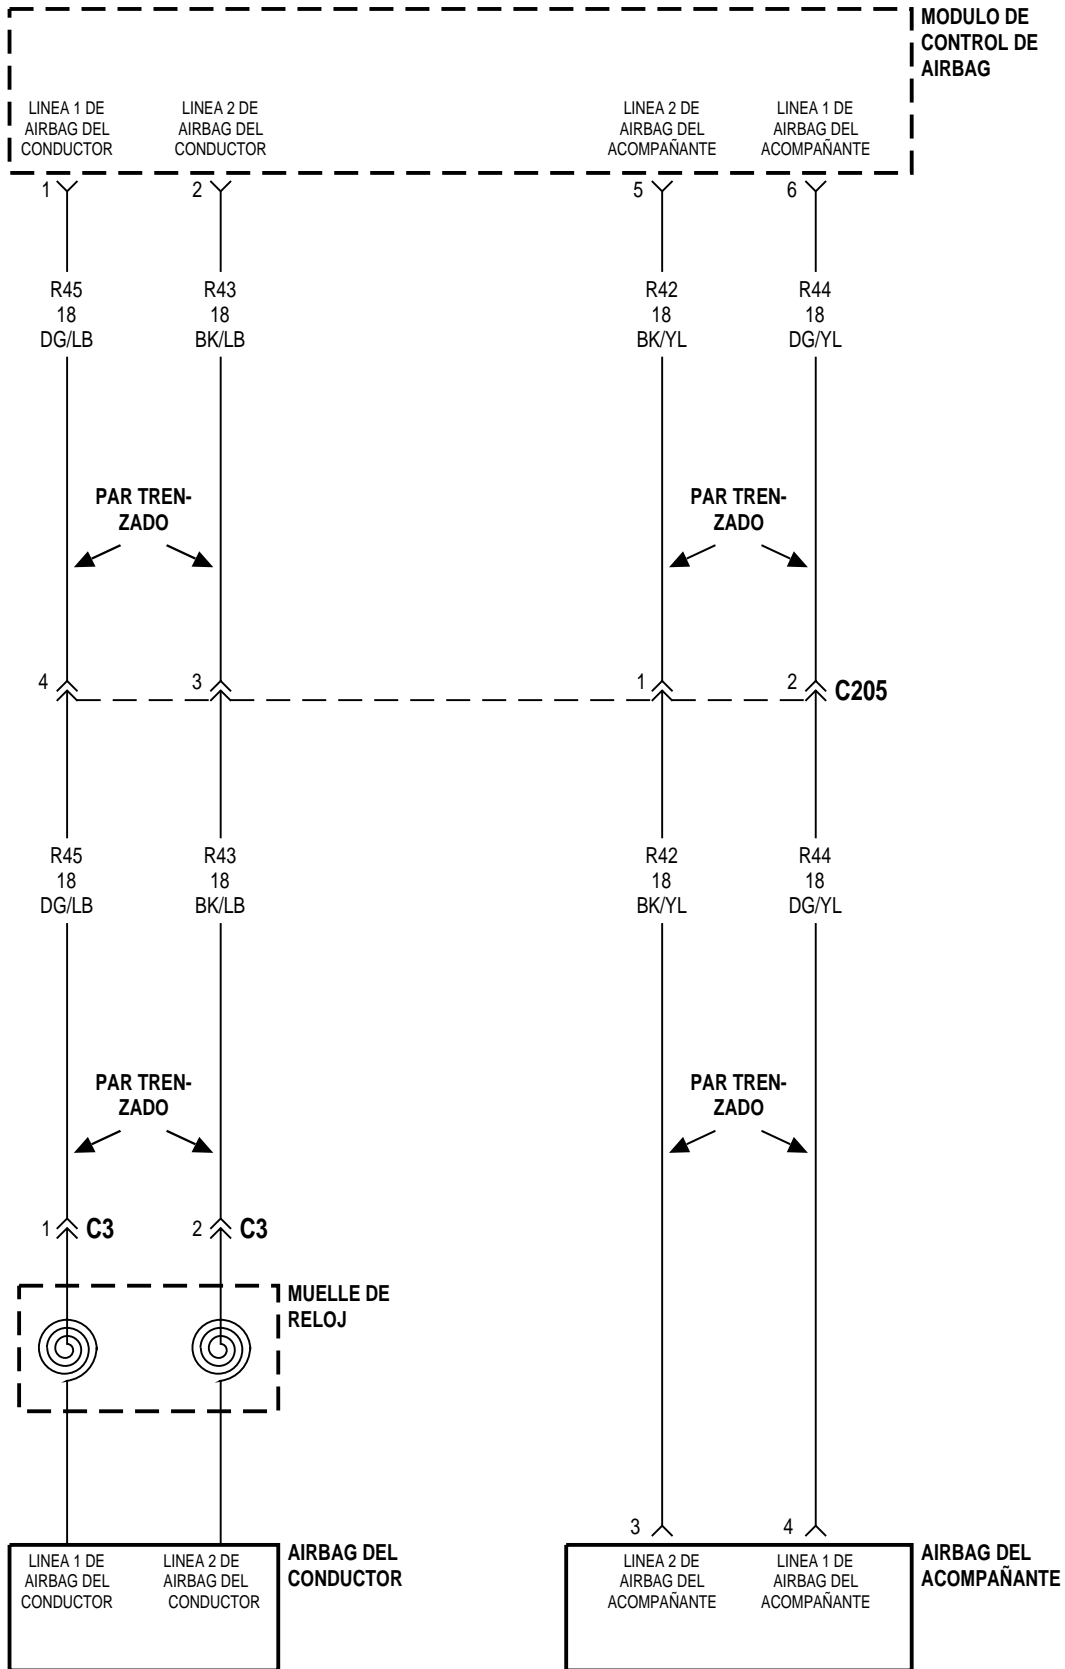 MODULO DE
CONTROL DE
AIRBAG
LINEA 1 DE
AIRBAG DEL
CONDUCTOR
LINEA 2 DE
AIRBAG DEL
CONDUCTOR
LINEA 2 DE
AIRBAG DEL
ACOMPAÑANTE
LINEA 1 DE
AIRBAG DEL
ACOMPAÑANTE
1
2
5
6
R45
18
DG/LB
R43
18
BK/LB
R42
18
BK/YL
R44
18
DG/YL
PAR TREN-
ZADO
PAR TREN-
ZADO
4
3
1
2
C205
R45
18
DG/LB
R43
18
BK/LB
R42
18
BK/YL
R44
18
DG/YL
PAR TREN-
ZADO
PAR TREN-
ZADO
1
C3
2
C3
MUELLE DE
RELOJ
3
4
LINEA 1 DE
AIRBAG DEL
CONDUCTOR
LINEA 2 DE
AIRBAG DEL
CONDUCTOR
AIRBAG DEL
CONDUCTOR
LINEA 2 DE
AIRBAG DEL
ACOMPAÑANTE
LINEA 1 DE
AIRBAG DEL
ACOMPAÑANTE
AIRBAG DEL
ACOMPAÑANTE